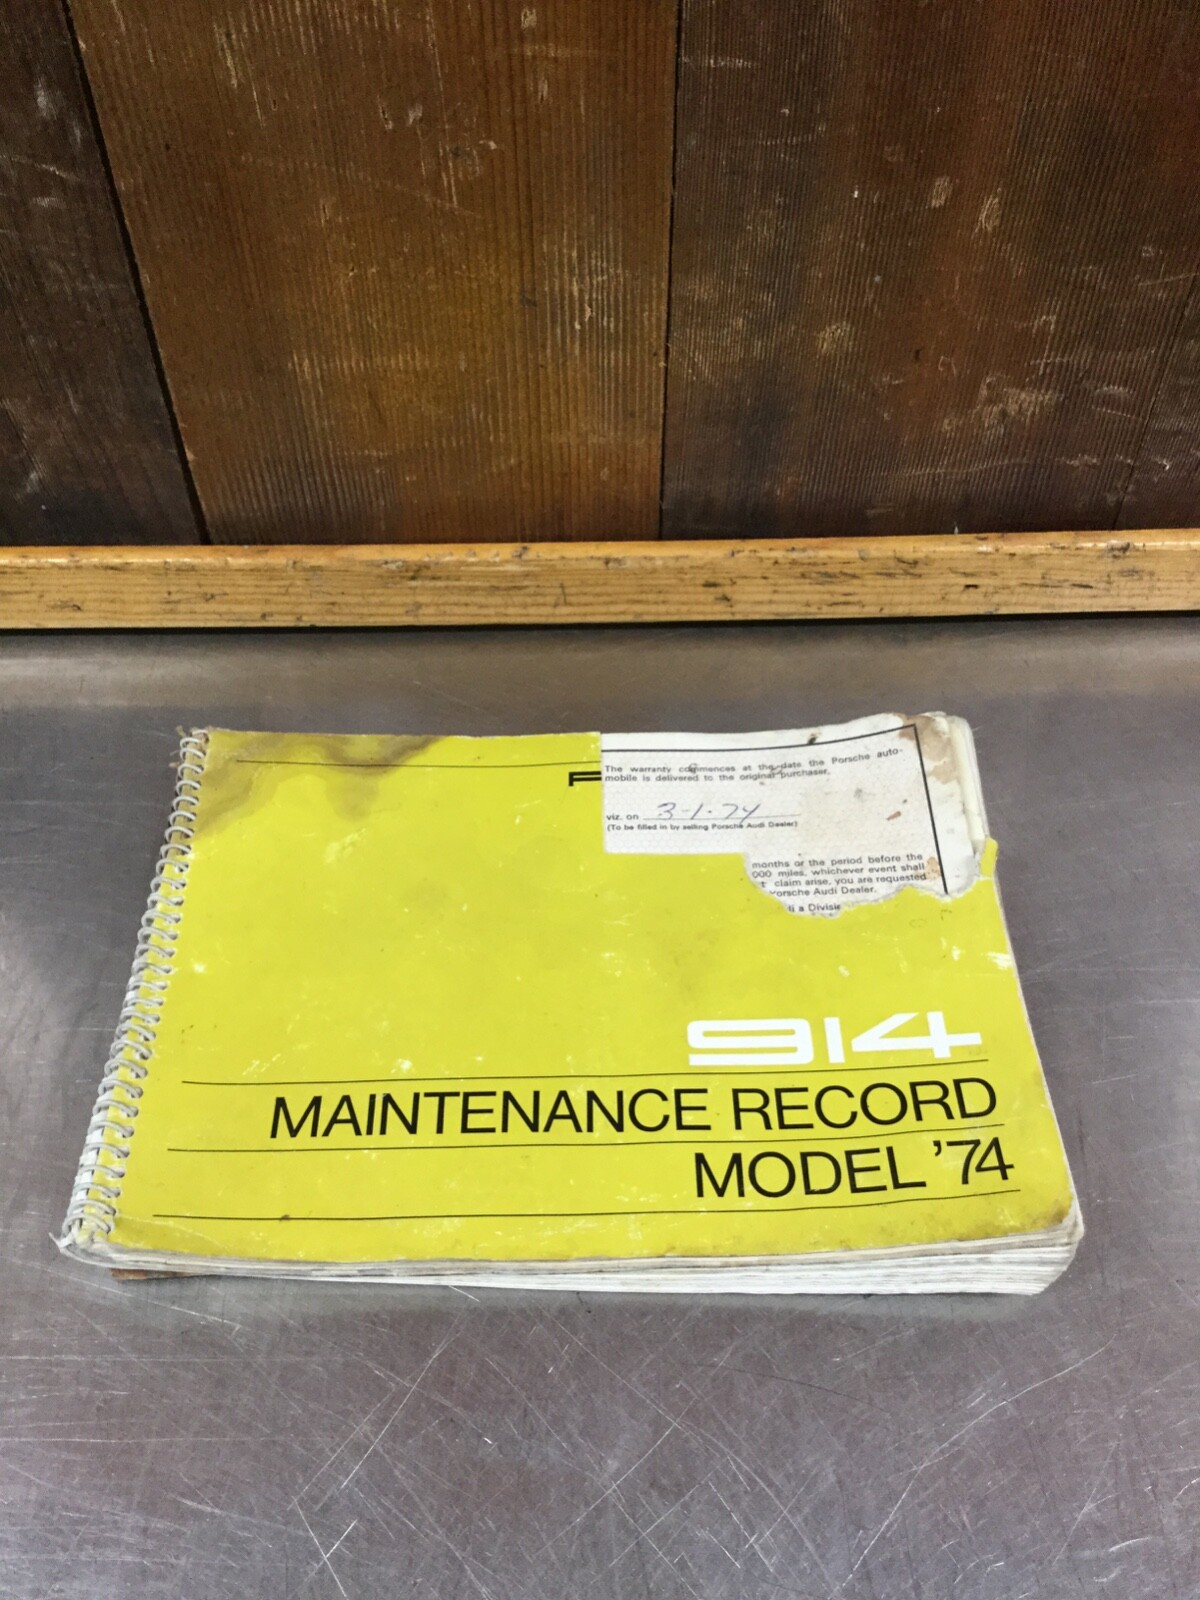 The warranty commences at the date the Porsche auto-
mobile is delivered to the original purchaser,
viz. on 3-1-74
(To be filled in by selling Porsche Audi Dealer)
months or the period before the
000 miles, whichever event shall
claim arise, you are requested
Porsche Audi Dealer.
a Divisi
914
MAINTENANCE RECORD
MODEL '74